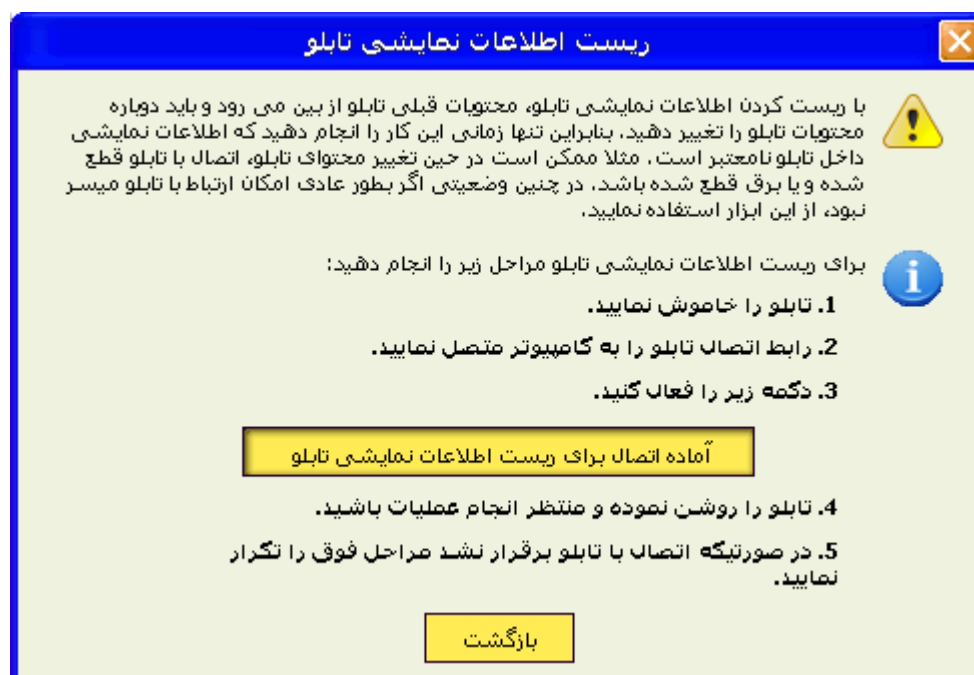 ریست اطلاعات نمایشی تابلو
با ریست کردن اطلاعات نمایشی تابلو، محتویات قبلی تابلو از بین می رود و باید دوباره
محتویات تابلو را تغییر دهید، بنابراین تنها زمانی این کار را انجام دهید که اطلاعات نمایشی
داخل تابلو نامعتبر است. مثلا ممکن است در حین تغییر محتوای تابلو، اتصال با تابلو قطع
شده و یا برق قطع شده باشد، در چنین وضعیتی اگر بطور عادی امکان ارتباط با تابلو میسر
نبود، از این ابزار استفاده نمایید.
برای ریست اطلاعات نمایشی تابلو مراحل زیر را انجام دهید:
1. تابلو را خاموش نمایید.
2. رابط اتصال تابلو را به کامپیوتر متصل نمایید.
3. دکمه زیر را فعال کنید.
آماده اتصال برای ریست اطلاعات نمایشی تابلو
4. تابلو را روشن نموده و منتظر انجام عملیات باشید.
5. در صورتیکه اتصال با تابلو برقرار نشد مراحل فوق را تکرار
نمایید.
بازگشت